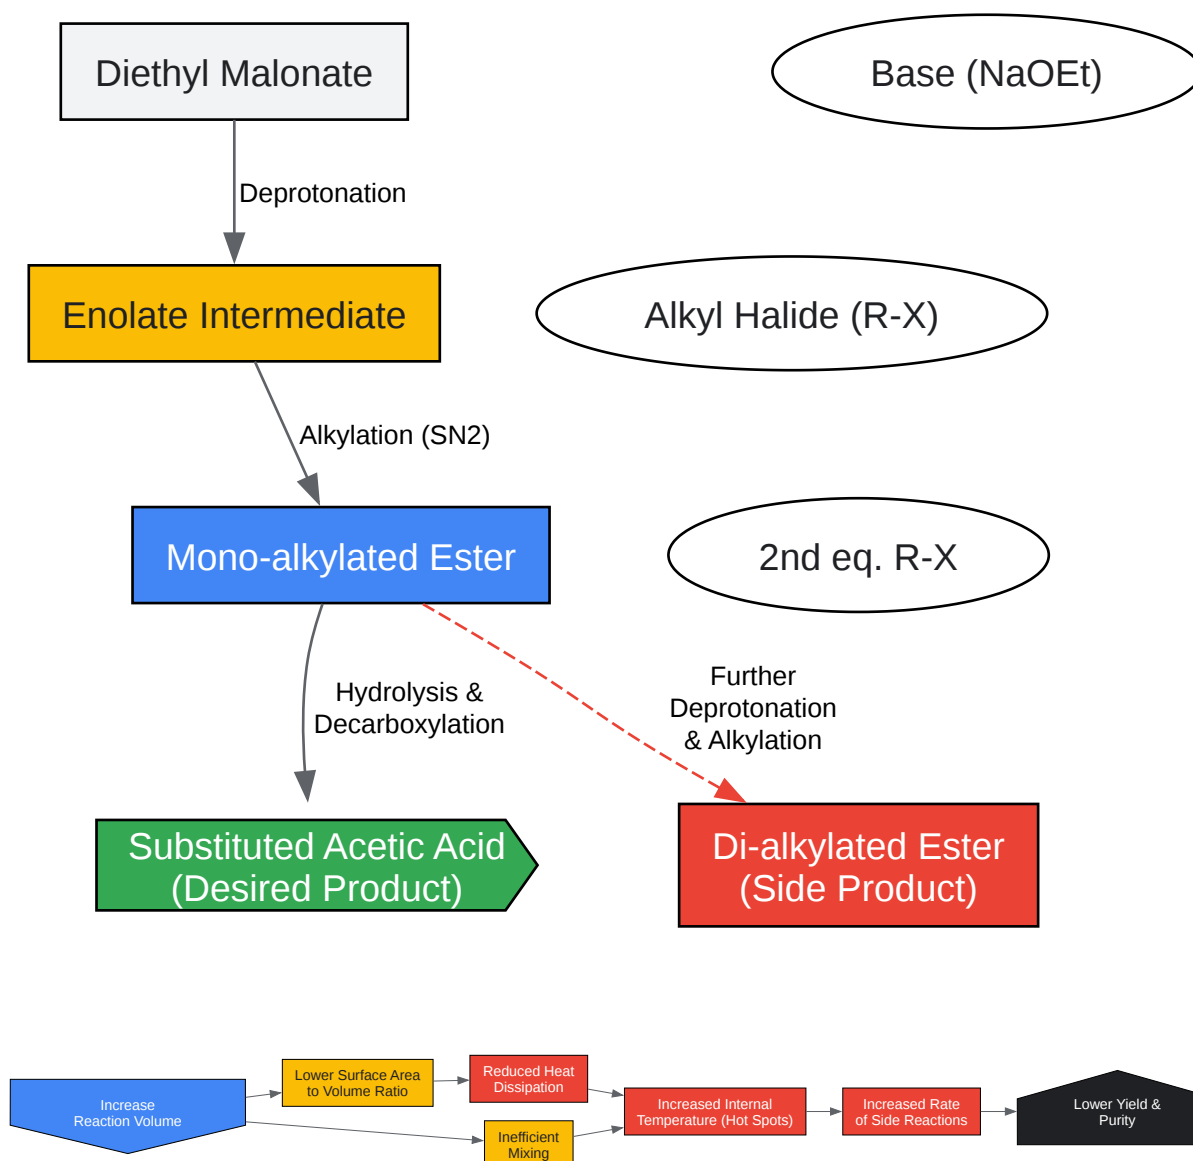 Diethyl Malonate
Base (NaOEt)
Deprotonation
Enolate Intermediate
Alkyl Halide (R-X)
Alkylation (SN2)
Mono-alkylated Ester
2nd eq. R-X
Hydrolysis &
Decarboxylation
Further
Deprotonation
& Alkylation
Substituted Acetic Acid
(Desired Product)
Di-alkylated Ester
(Side Product)
Increase
Reaction Volume
Lower Surface Area
to Volume Ratio
Reduced Heat
Dissipation
Inefficient
Mixing
Increased Internal
Temperature (Hot Spots)
Increased Rate
of Side Reactions
Lower Yield &
Purity